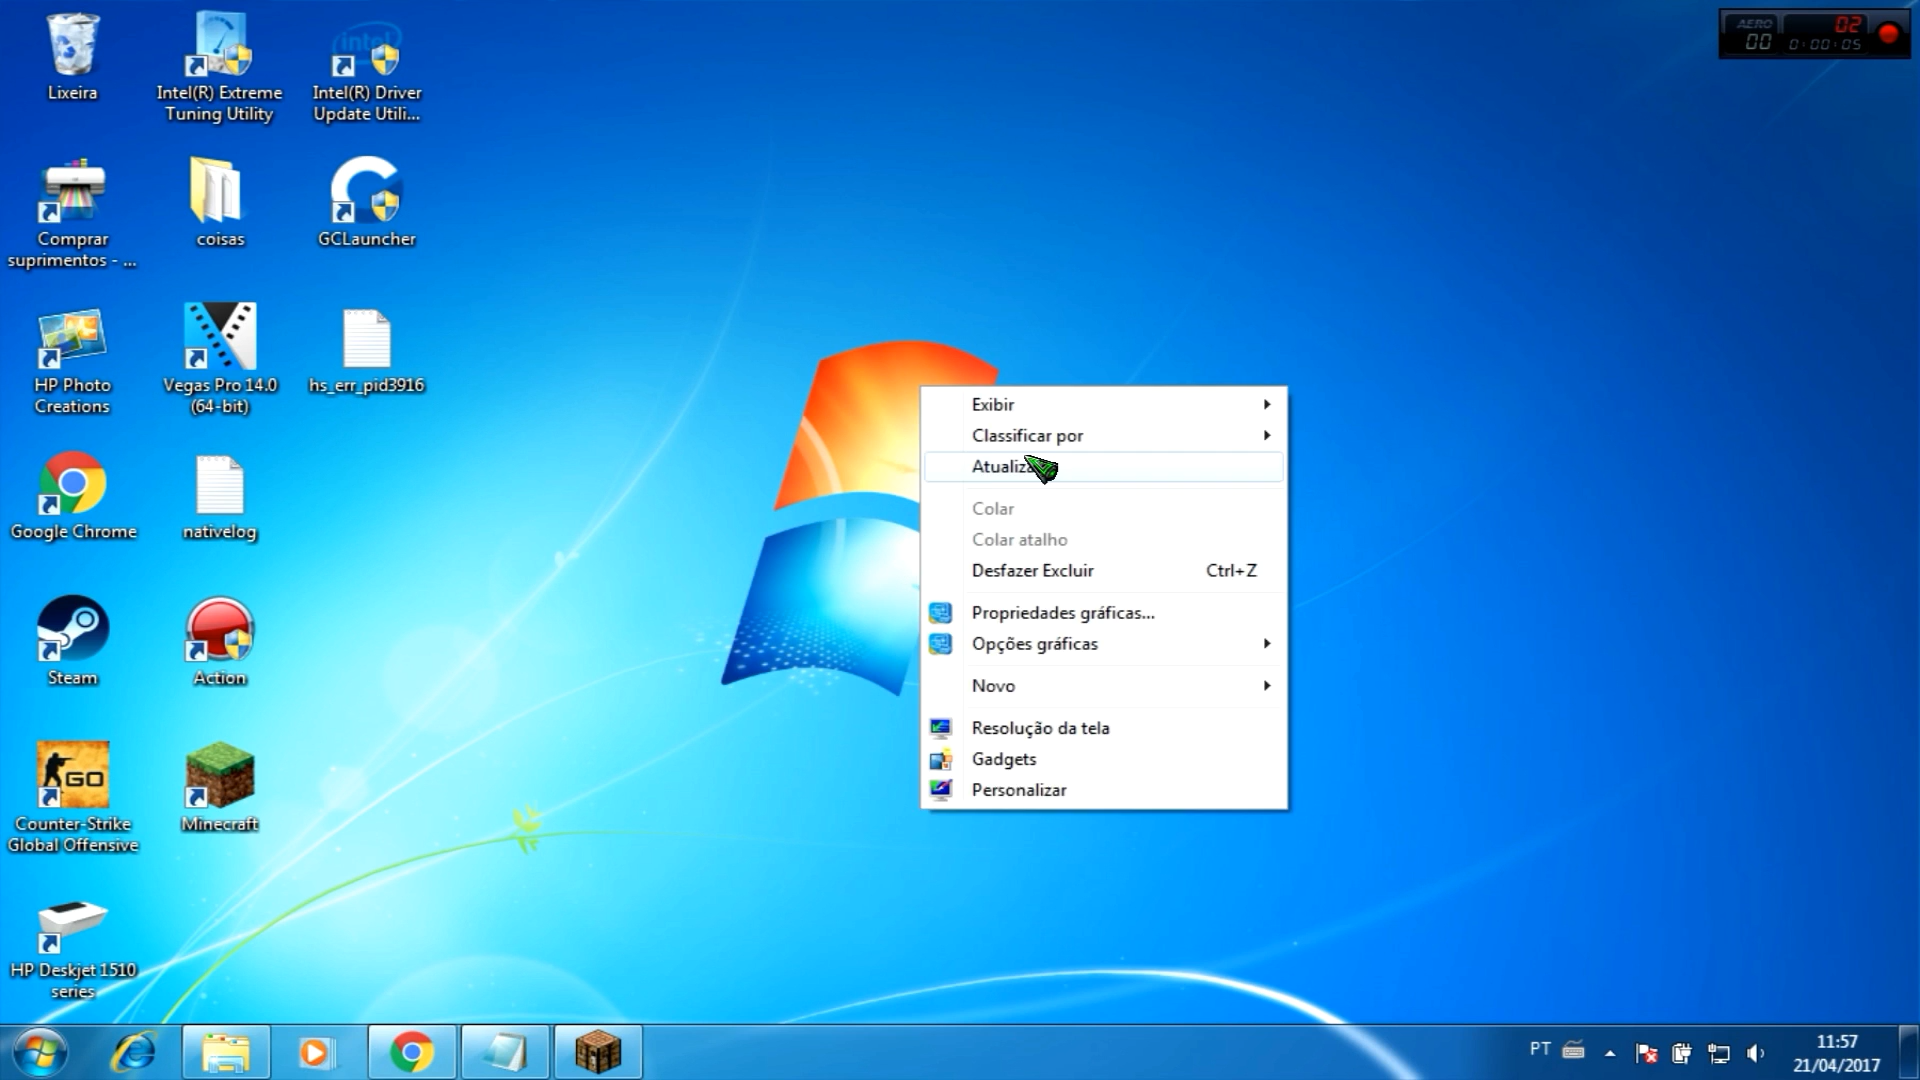 Lixeira
Intel(R) Extreme
Tuning Utility
intel
Intel(R) Driver
Update Utili...
Comprar
suprimentos - ...
coisas
GCLauncher
HP Photo
Creations
Vegas Pro 14.0
(64-bit)
hs_err_pid3916
Google Chrome
nativelog
Steam
Action
GO
Counter-Strike
Global Offensive
Minecraft
HP Deskjet 1510
series
AERO
00
02
0:00:05
Exibir
Classificar por
Colar
Colar atalho
Desfazer Excluir Ctrl+Z
Propriedades gráficas...
Opções gráficas
Novo
Resolução da tela
Gadgets
Personalizar
PT
11:57
21/04/2017